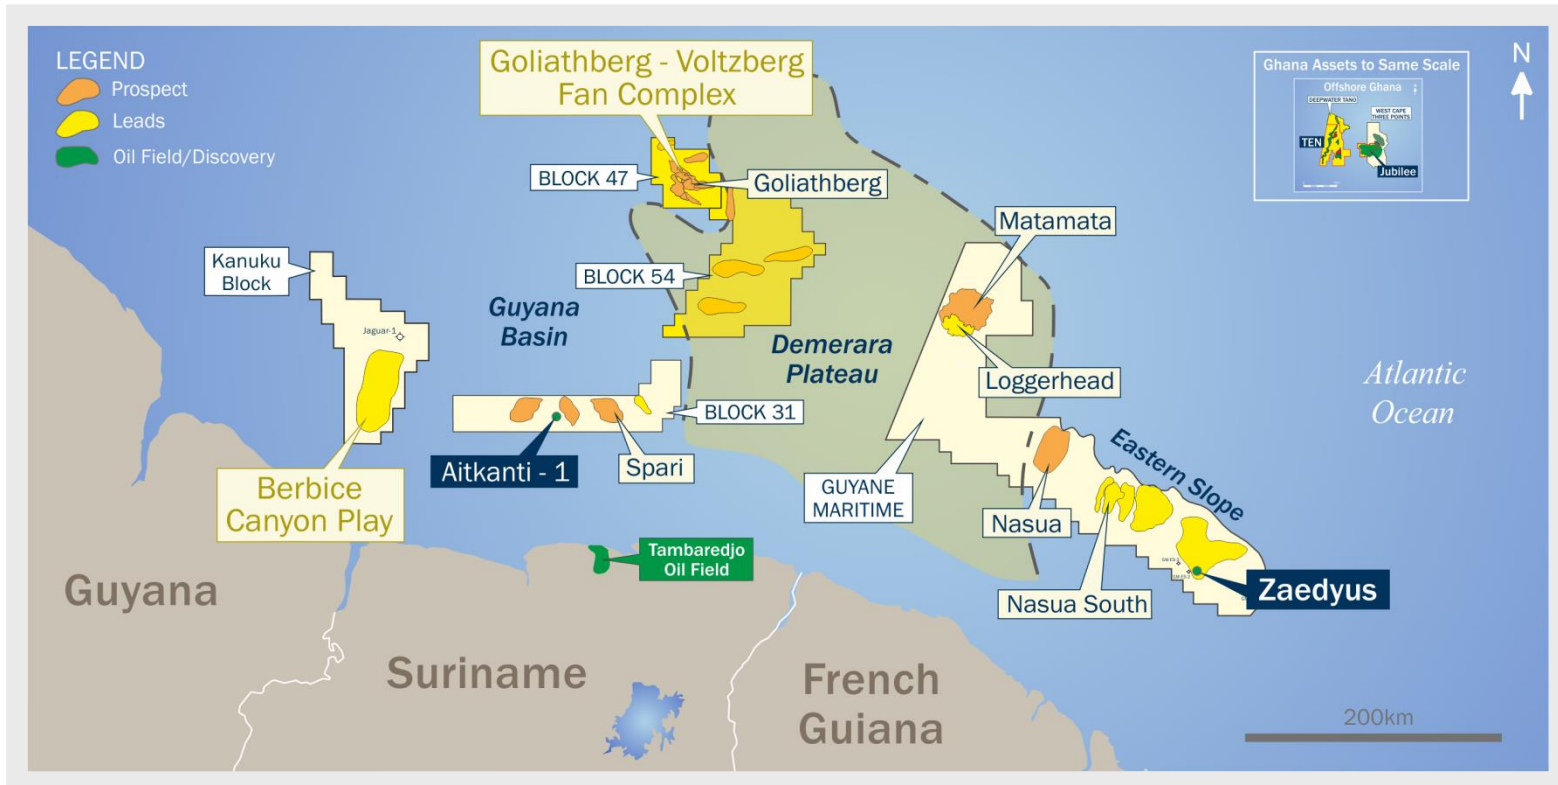 LEGEND
Prospect
Leads
Oil Field/Discovery
Goliathberg - Voltzberg
Fan Complex
BLOCK 47
Goliathberg
Ghana Assets to Same Scale
Offshore Ghana
DEEPWATER TANO
WEST CAPE
THREE POINTS
TEN
Jubilee
N
Kanuku
Block
Jaguar-1
BLOCK 54
Guyana
Basin
Matamata
Demerara
Plateau
Loggerhead
Atlantic
Ocean
BLOCK 31
Aitkanti - 1
Spari
Berbice
Canyon Play
GUYANE
MARITIME
Eastern Slope
Nasua
Nasua South
GM-ES-2
Zaedyus
Tambaredjo
Oil Field
Guyana
Suriname
French
Guiana
200km